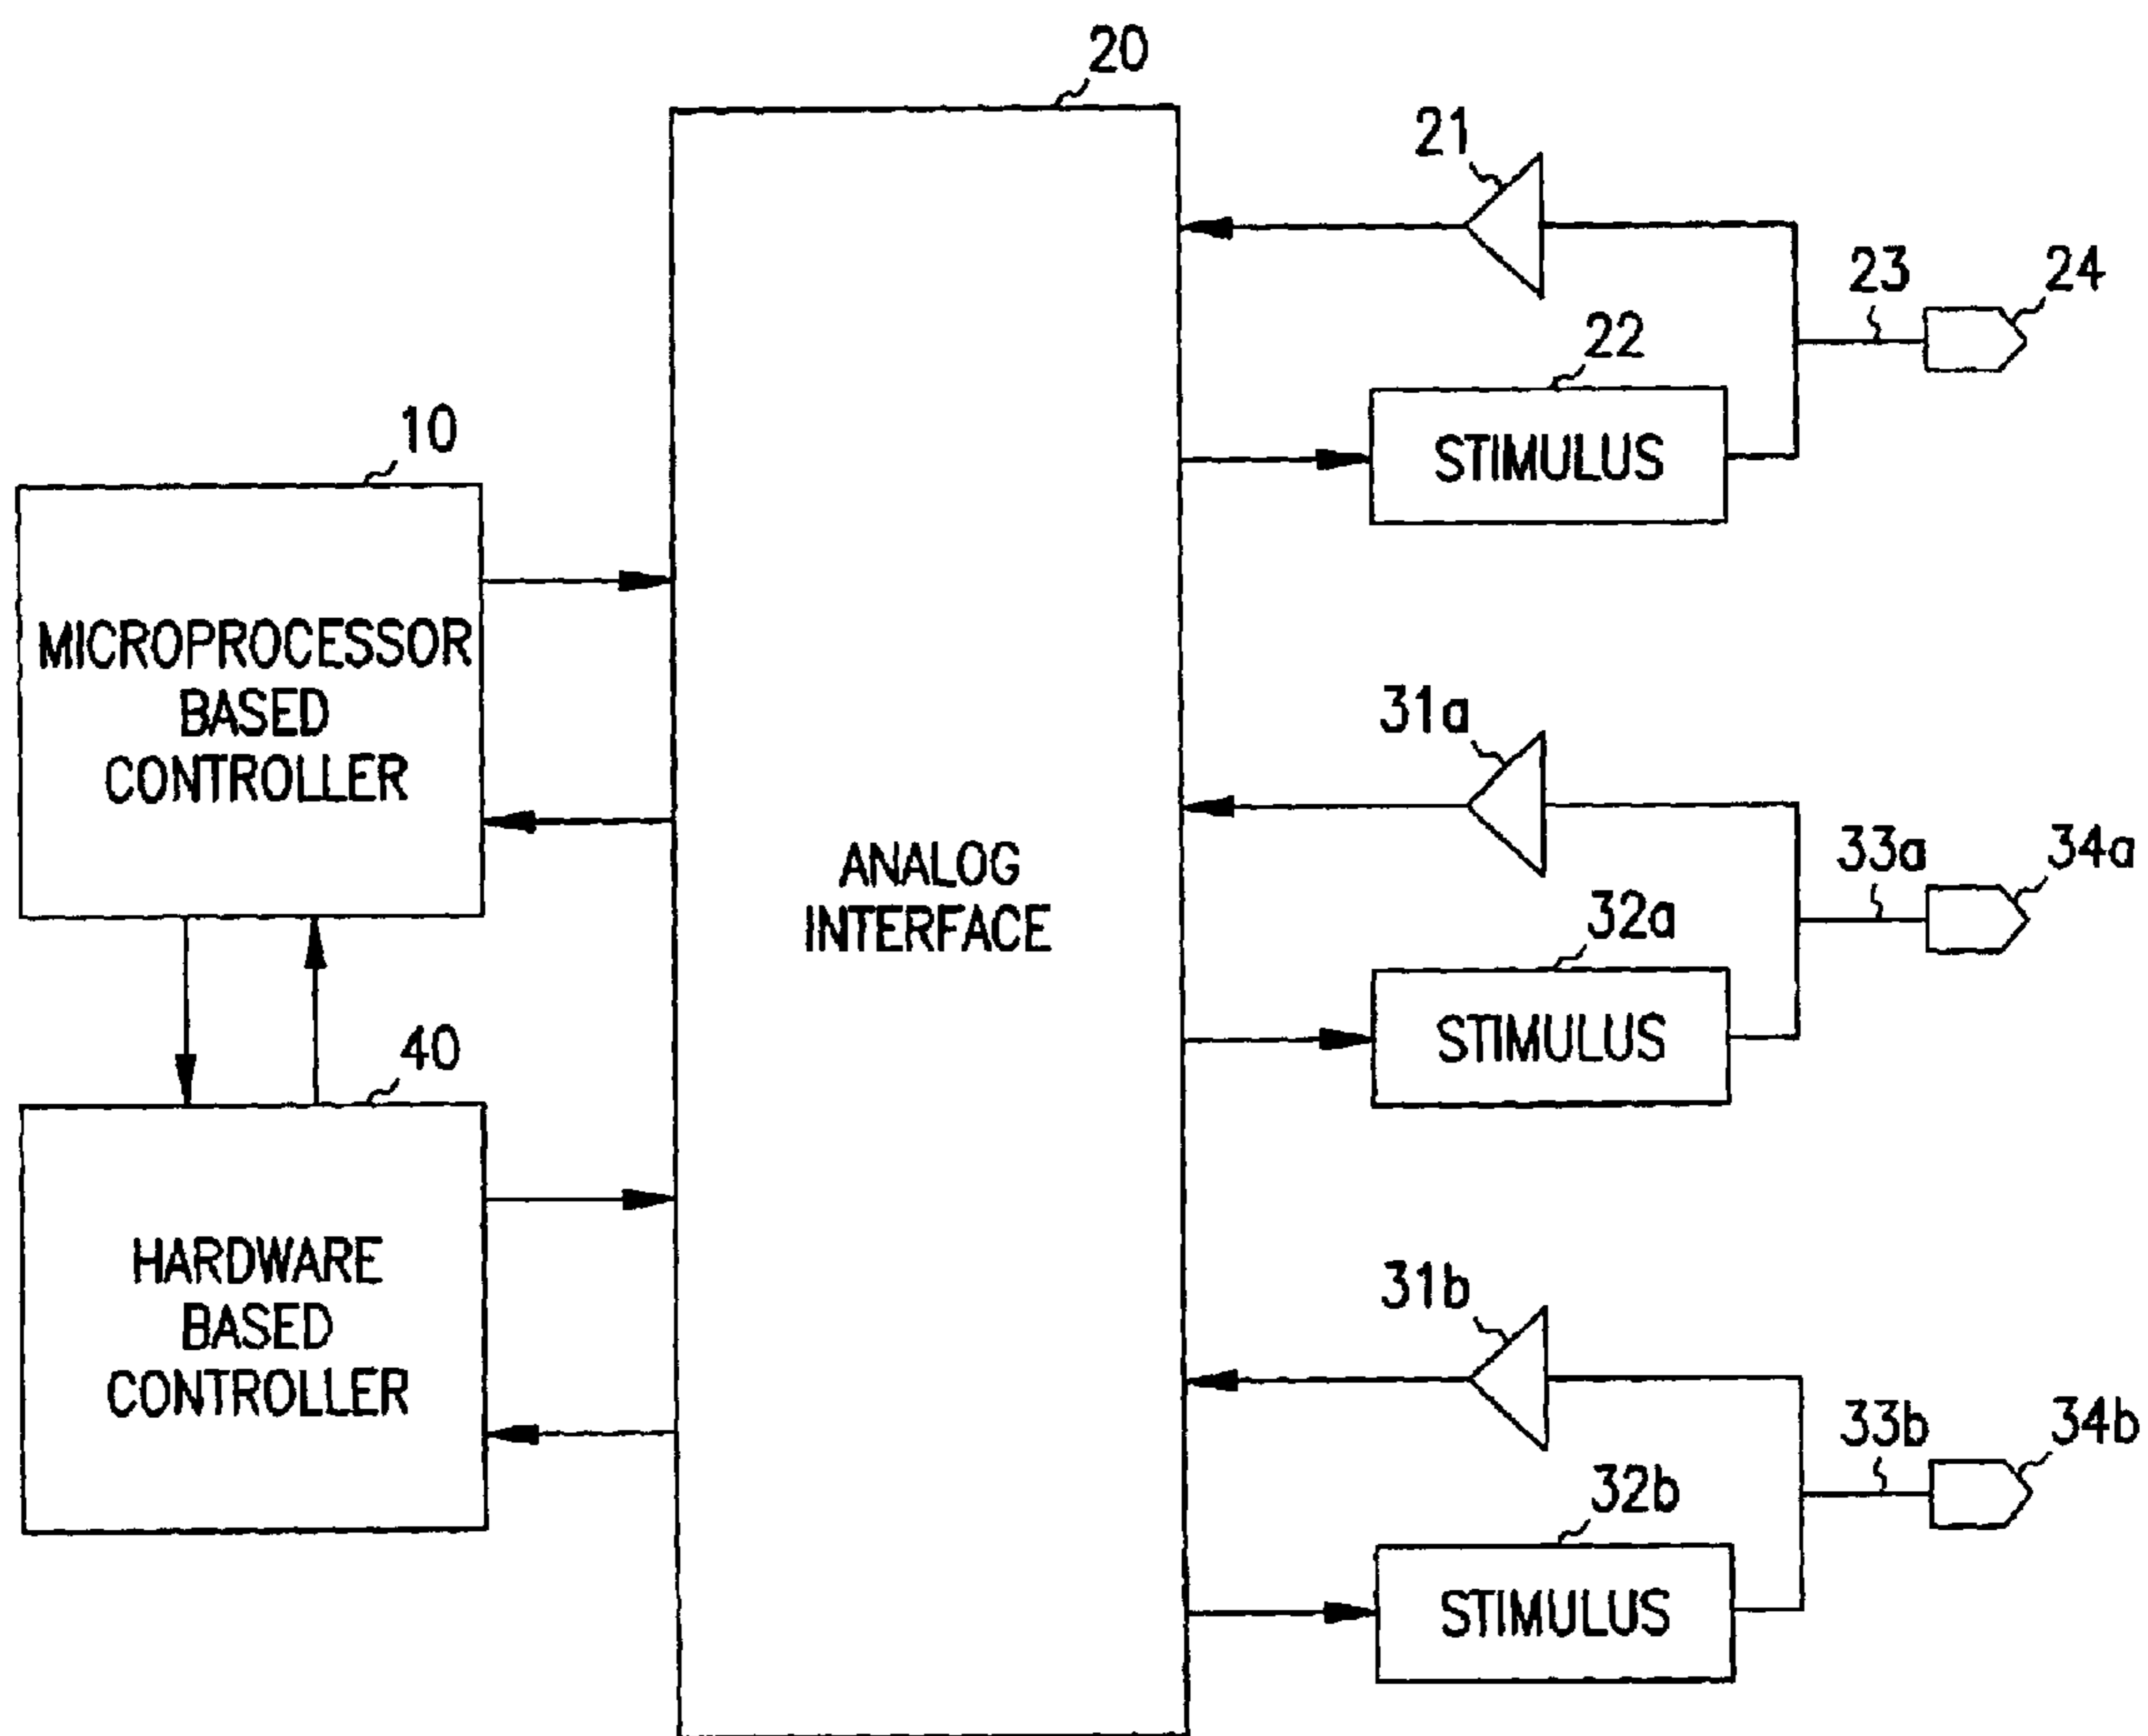 20
21
23
24
22
STIMULUS
10
MICROPROCESSOR
BASED
CONTROLLER
ANALOG
INTERFACE
31a
33a
34a
32a
STIMULUS
40
HARDWARE
BASED
CONTROLLER
31b
33b
34b
32b
STIMULUS